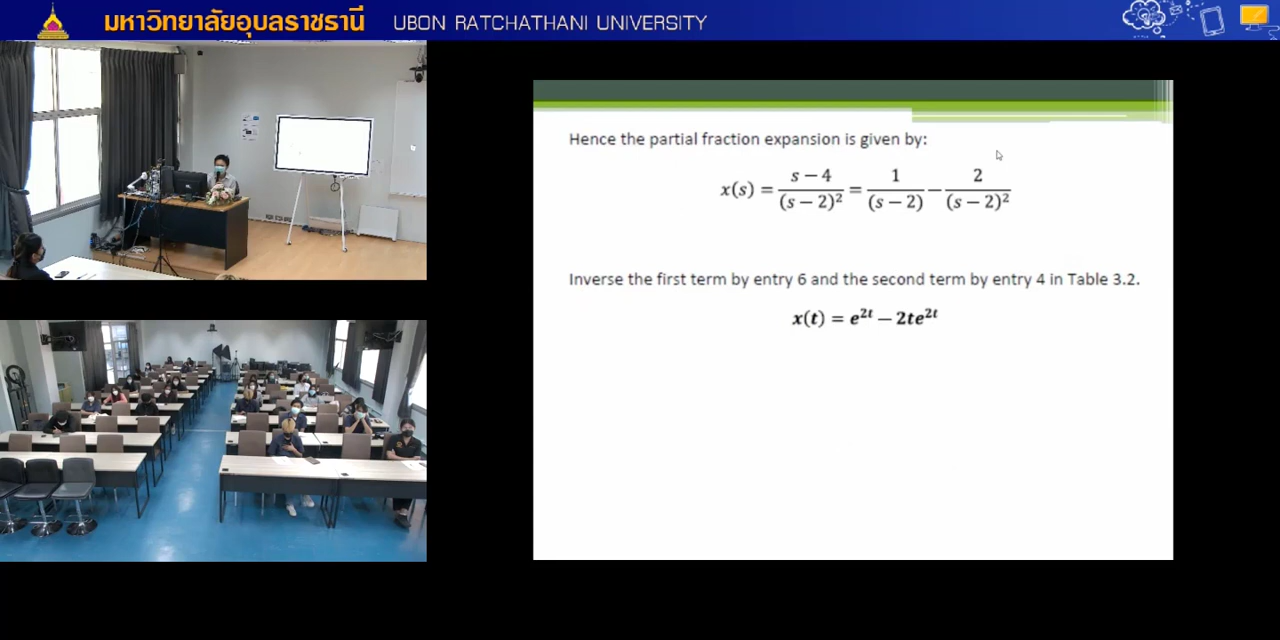 มหาวิทยาลัยอุบลราชธานี UBON RATCHATHANI UNIVERSITY
Hence the partial fraction expansion is given by:
x(s) = \frac{s-4}{(s-2)^2} = \frac{1}{(s-2)} - \frac{2}{(s-2)^2}
Inverse the first term by entry 6 and the second term by entry 4 in Table 3.2.
x(t) = e^{2t} - 2te^{2t}